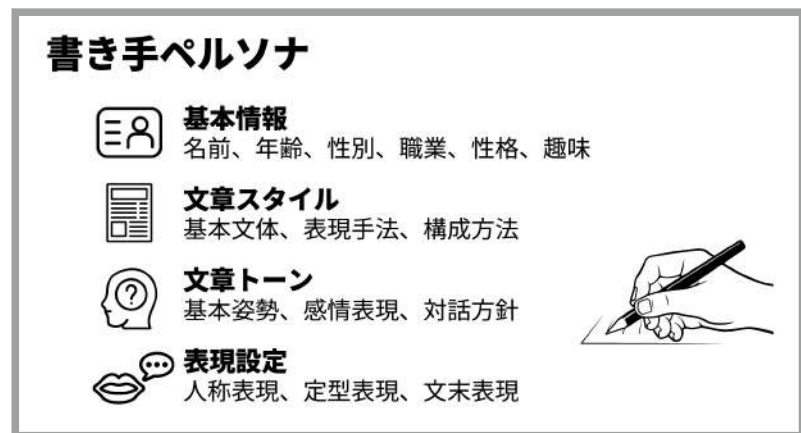 書き手ペルソナ
基本情報
名前、年齢、性別、職業、性格、趣味
文章スタイル
基本文体、表現手法、構成方法
文章トーン
基本姿勢、感情表現、対話方針
表現設定
人称表現、定型表現、文末表現